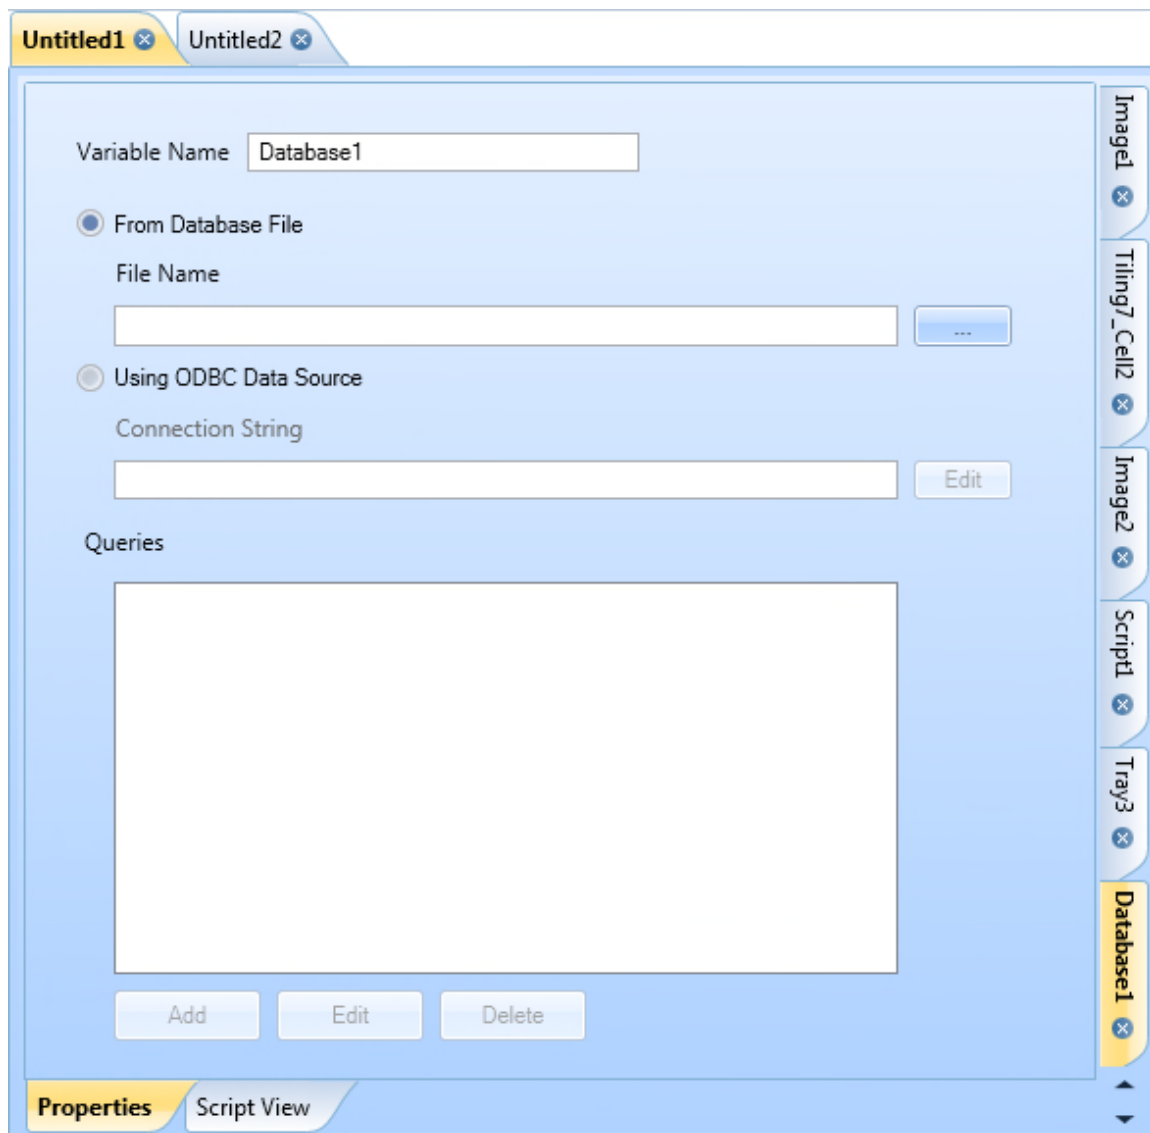 Untitled1 Untitled2
Variable Name Database1
From Database File
File Name
...
Using ODBC Data Source
Connection String
Edit
Queries
Add Edit Delete
Properties Script View
Image1
Tiling7_Cell2
Image2
Script1
Tray3
Database1